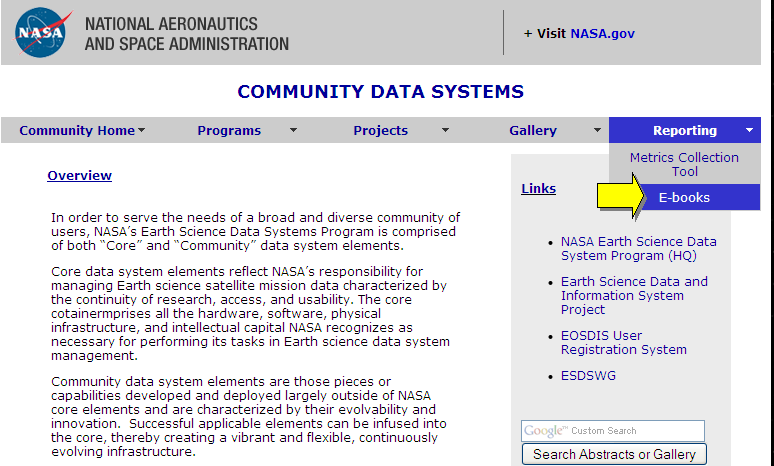 NASA
NATIONAL AERONAUTICS
AND SPACE ADMINISTRATION
+ Visit NASA.gov
COMMUNITY DATA SYSTEMS
Community Home
Programs
Projects
Gallery
Reporting
Metrics Collection
Tool
E-books
Overview
In order to serve the needs of a broad and diverse community of
users, NASA's Earth Science Data Systems Program is comprised
of both “Core” and “Community” data system elements.
Core data system elements reflect NASA's responsibility for
managing Earth science satellite mission data characterized by
the continuity of research, access, and usability. The core
cotainermprises all the hardware, software, physical
infrastructure, and intellectual capital NASA recognizes as
necessary for performing its tasks in Earth science data system
management.
Community data system elements are those pieces or
capabilities developed and deployed largely outside of NASA
core elements and are characterized by their evolvability and
innovation.  Successful applicable elements can be infused into
the core, thereby creating a vibrant and flexible, continuously
evolving infrastructure.
Links
• NASA Earth Science Data
System Program (HQ)
• Earth Science Data and
Information System
Project
• EOSDIS User
Registration System
• ESDSWG
Google™ Custom Search
Search Abstracts or Gallery